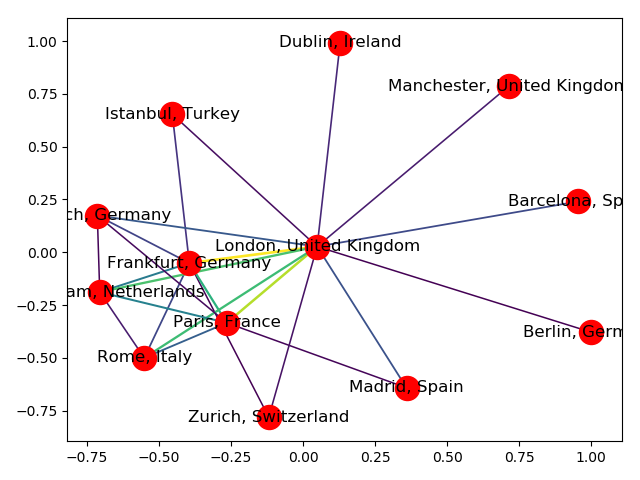 1.00
Dublin, Ireland
Manchester, United Kingdom
0.75
Istanbul, Turkey
0.50
0.25
ch, Germany
Barcelona, Sp
0.00
London, United Kingdom
Frankfurt, Germany
am, Netherlands
−0.25
Paris, France
Berlin, Germ
−0.50
Rome, Italy
Madrid, Spain
−0.75
Zurich, Switzerland
−0.75 −0.50 −0.25 0.00 0.25 0.50 0.75 1.00